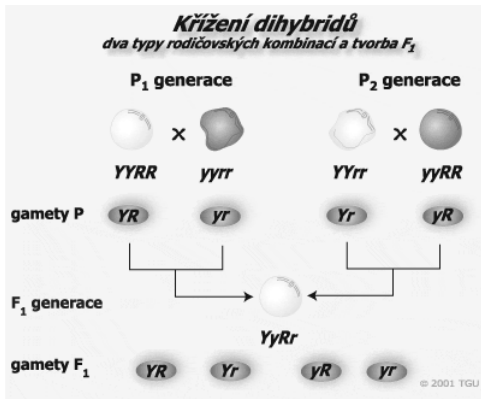 Křížení dihybridů
dva typy rodičovských kombinací a tvorba F₁
P₁ generace P₂ generace
x x
YYRR yyrr YYrr yyRR
gamety P YR yr Yr yR
F₁ generace
YyRr
gamety F₁ YR Yr yR yr
© 2001 TGU